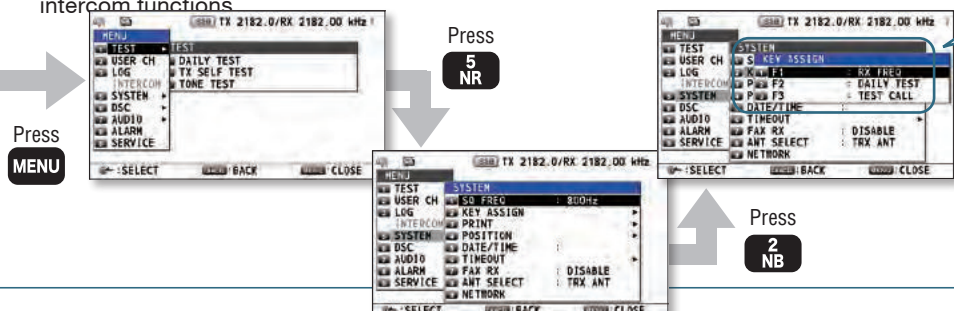 intercom functions
Press
MENU
TX 2182.0/RX 2182.00 kHz
MENU
TEST
USER CH
LOG
INTERCOM
SYSTEM
DSC
AUDIO
ALARM
SERVICE
TEST
DAILY TEST
TX SELF TEST
TONE TEST
:SELECT
:BACK
:CLOSE
Press
5
NR
TX 2182.0/RX 2182.00 kHz
MENU
TEST
USER CH
LOG
INTERCOM
SYSTEM
DSC
AUDIO
ALARM
SERVICE
SYSTEM
SQ FREQ : 800Hz
KEY ASSIGN
PRINT
POSITION
DATE/TIME :
TIMEOUT
FAX RX : DISABLE
ANT SELECT : TRX ANT
NETWORK
:SELECT
:BACK
:CLOSE
Press
2
NB
TX 2182.0/RX 2182.00 kHz
MENU
TEST
USER CH
LOG
INTERCOM
SYSTEM
DSC
AUDIO
ALARM
SERVICE
SYSTEM
KEY ASSIGN
F1 : RX FREQ
F2 : DAILY TEST
F3 : TEST CALL
DATE/TIME :
TIMEOUT
FAX RX : DISABLE
ANT SELECT : TRX ANT
NETWORK
:SELECT
:BACK
:CLOSE